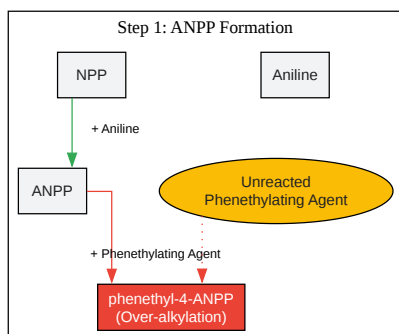 Step 1: ANPP Formation
NPP
Aniline
+ Aniline
ANPP
Unreacted
Phenethylating Agent
+ Phenethylating Agent
phenethyl-4-ANPP
(Over-alkylation)